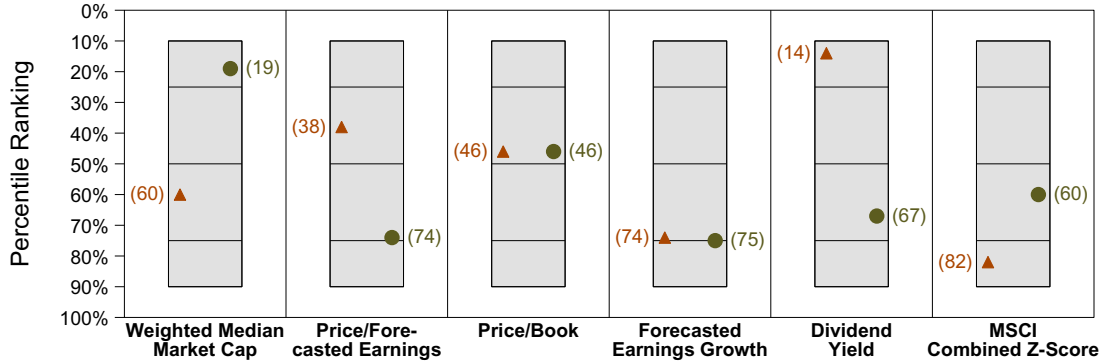 Percentile Ranking
0%
10%
20%
30%
40%
50%
60%
70%
80%
90%
100%
(60)
(19)
(38)
(74)
(46)
(46)
(74)
(75)
(14)
(67)
(82)
(60)
Weighted Median
Market Cap
Price/Fore-
casted Earnings
Price/Book
Forecasted
Earnings Growth
Dividend
Yield
MSCI
Combined Z-Score